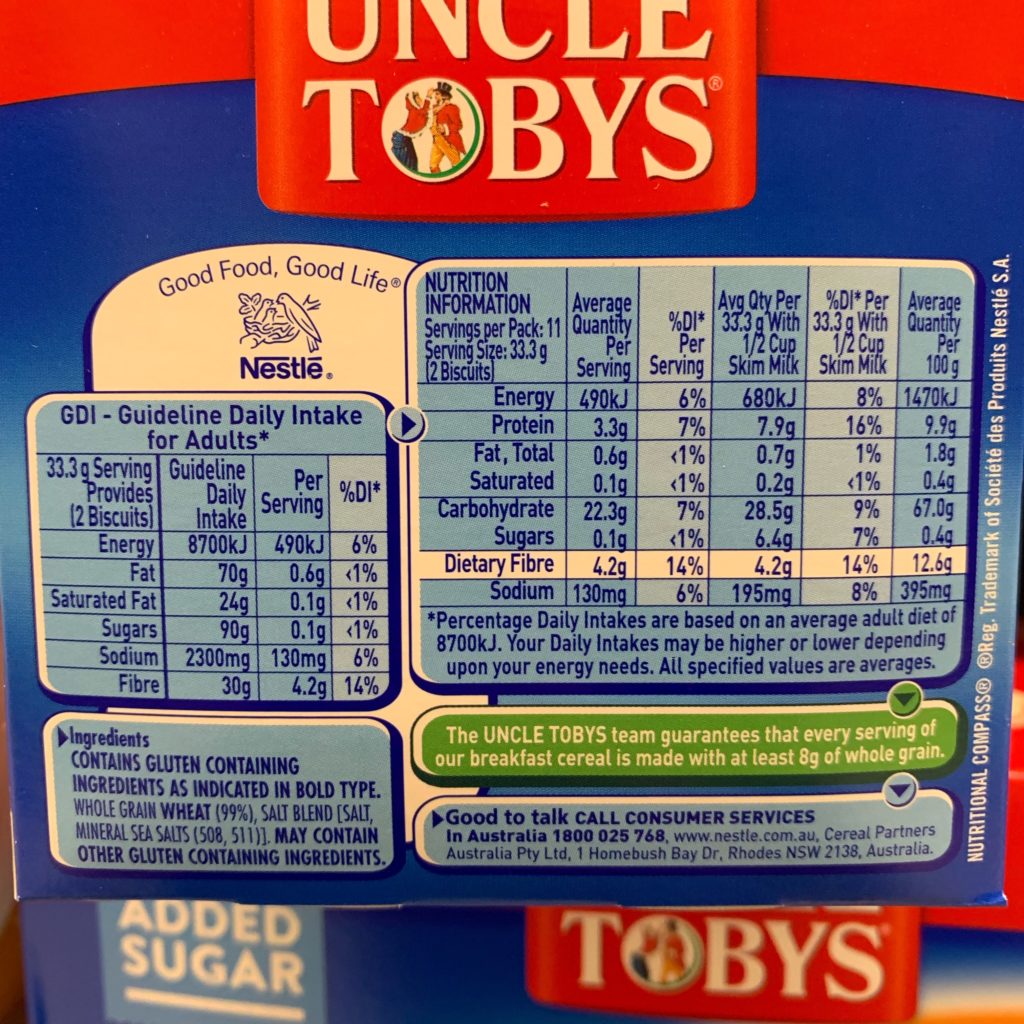 UNCLE
TOBYS®
Good Food, Good Life®
Nestlé®
GDI - Guideline Daily Intake
for Adults*
33.3g Serving Provides (2 Biscuits) | Guideline Daily Intake | Per Serving | %DI*
Energy 8700kJ 490kJ 6%
Fat 70g 0.6g <1%
Saturated Fat 24g 0.1g <1%
Sugars 90g 0.1g <1%
Sodium 2300mg 130mg 6%
Fibre 30g 4.2g 14%
NUTRITION
INFORMATION
Servings per Pack: 11
Serving Size: 33.3 g
(2 Biscuits)
Average Quantity Per Serving
%DI* Per Serving
Avg Qty Per 33.3 g With 1/2 Cup Skim Milk
%DI* Per 33.3 g With 1/2 Cup Skim Milk
Average Quantity Per 100 g
Energy 490kJ 6% 680kJ 8% 1470kJ
Protein 3.3g 7% 7.9g 16% 9.9g
Fat, Total 0.6g <1% 0.7g 1% 1.8g
Saturated 0.1g <1% 0.2g <1% 0.4g
Carbohydrate 22.3g 7% 28.5g 9% 67.0g
Sugars 0.1g <1% 6.4g 7% 0.4g
Dietary Fibre 4.2g 14% 4.2g 14% 12.6g
Sodium 130mg 6% 195mg 8% 395mg
*Percentage Daily Intakes are based on an average adult diet of
8700kJ. Your Daily Intakes may be higher or lower depending
upon your energy needs. All specified values are averages.
The UNCLE TOBYS team guarantees that every serving of
our breakfast cereal is made with at least 8g of whole grain.
Ingredients
CONTAINS GLUTEN CONTAINING
INGREDIENTS AS INDICATED IN BOLD TYPE.
WHOLE GRAIN WHEAT (99%), SALT BLEND [SALT,
MINERAL SEA SALTS (508, 511)]. MAY CONTAIN
OTHER GLUTEN CONTAINING INGREDIENTS.
Good to talk CALL CONSUMER SERVICES
In Australia 1800 025 768, www.nestle.com.au, Cereal Partners
Australia Pty Ltd, 1 Homebush Bay Dr, Rhodes NSW 2138, Australia.
NUTRITIONAL COMPASS® ®Reg. Trademark of Société des Produits Nestlé S.A.
ADDED
SUGAR
TOBYS